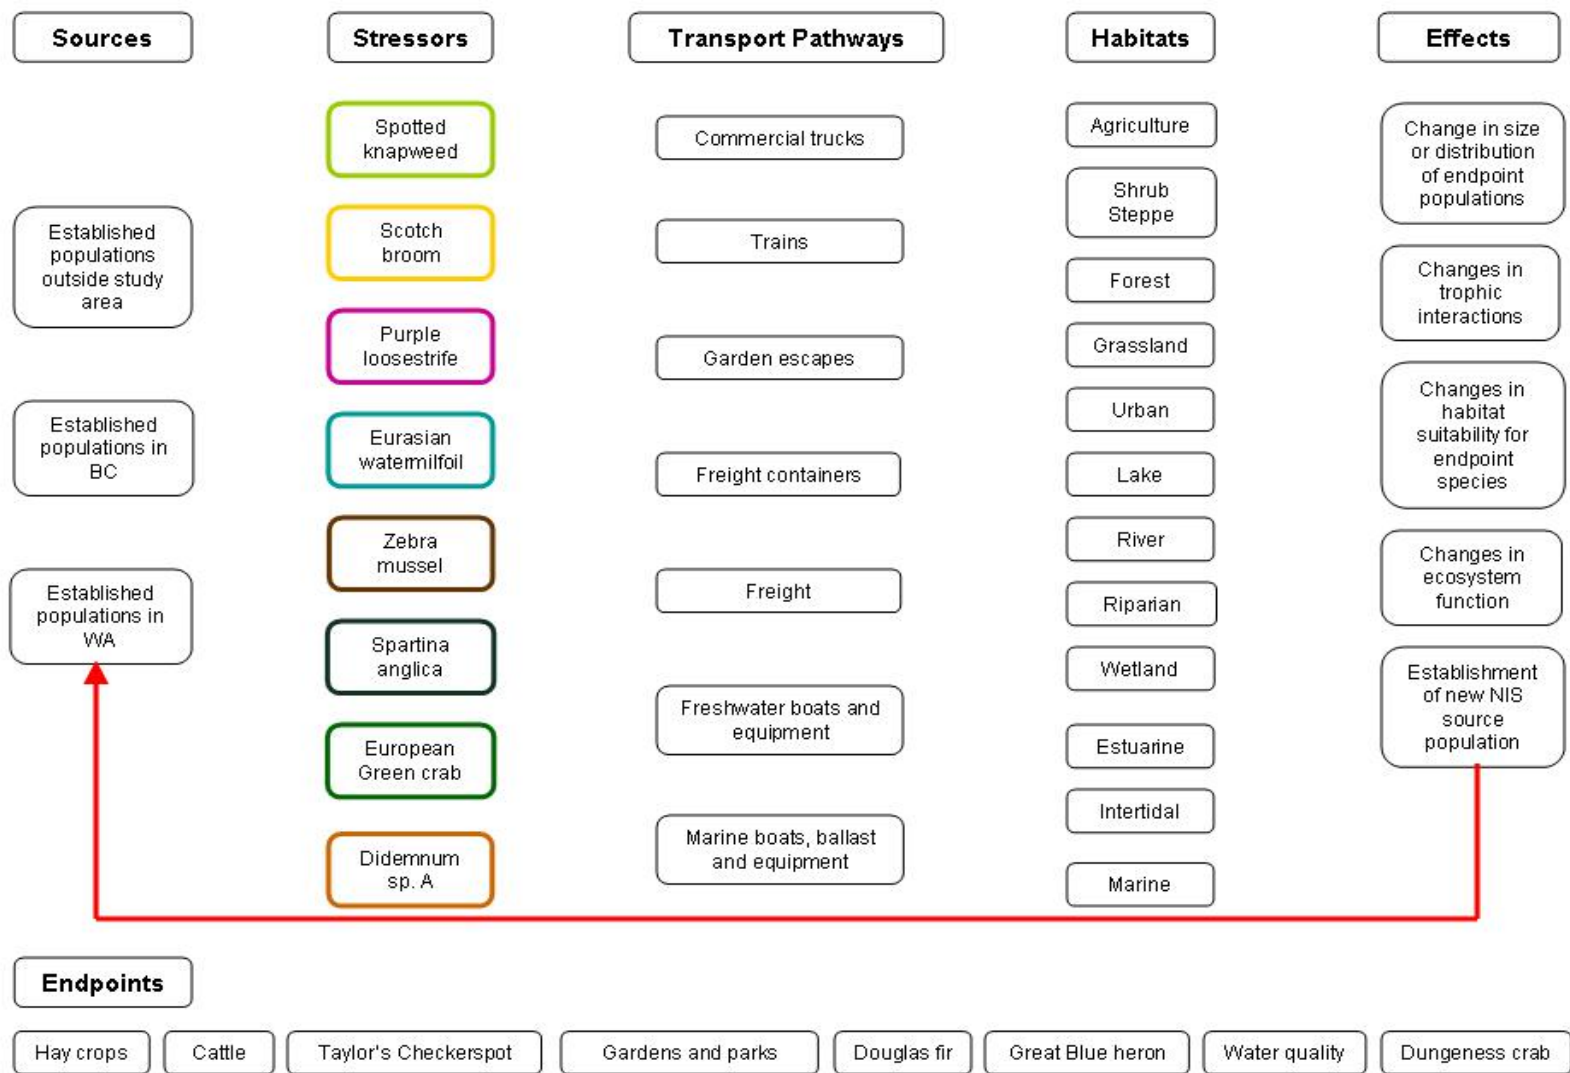 Sources
Stressors
Transport Pathways
Habitats
Effects
Established
populations
outside study
area
Established
populations in
BC
Established
populations in
WA
Spotted
knapweed
Scotch
broom
Purple
loosestrife
Eurasian
watermilfoil
Zebra
mussel
Spartina
anglica
European
Green crab
Didemnum
sp. A
Commercial trucks
Trains
Garden escapes
Freight containers
Freight
Freshwater boats and
equipment
Marine boats, ballast
and equipment
Agriculture
Shrub
Steppe
Forest
Grassland
Urban
Lake
River
Riparian
Wetland
Estuarine
Intertidal
Marine
Change in size
or distribution
of endpoint
populations
Changes in
trophic
interactions
Changes in
habitat
suitability for
endpoint
species
Changes in
ecosystem
function
Establishment
of new NIS
source
population
Endpoints
Hay crops
Cattle
Taylor's Checkerspot
Gardens and parks
Douglas fir
Great Blue heron
Water quality
Dungeness crab